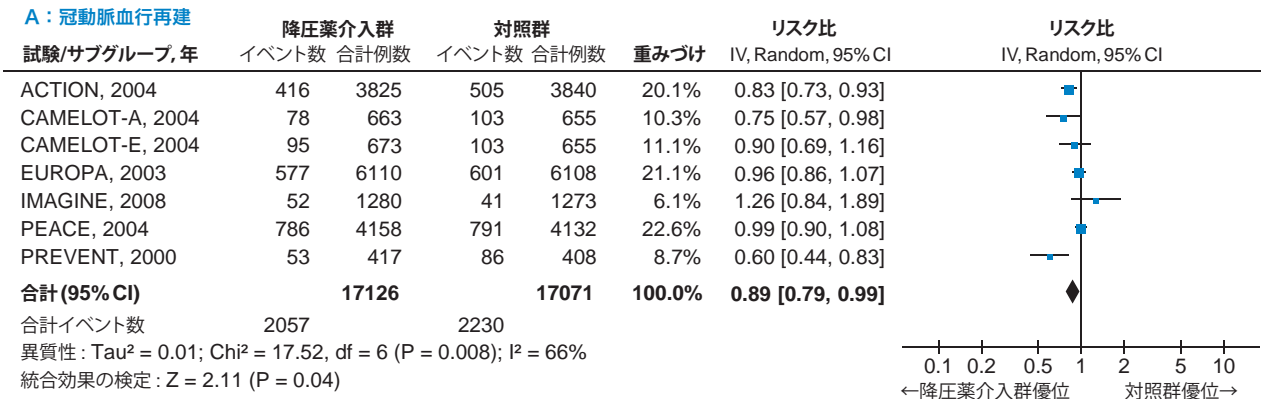 A：冠動脈血行再建
降圧薬介入群 対照群 リスク比 リスク比
試験/サブグループ, 年 イベント数 合計例数 イベント数 合計例数 重みづけ IV, Random, 95% CI IV, Random, 95% CI
ACTION, 2004 416 3825 505 3840 20.1% 0.83 [0.73, 0.93]
CAMELOT-A, 2004 78 663 103 655 10.3% 0.75 [0.57, 0.98]
CAMELOT-E, 2004 95 673 103 655 11.1% 0.90 [0.69, 1.16]
EUROPA, 2003 577 6110 601 6108 21.1% 0.96 [0.86, 1.07]
IMAGINE, 2008 52 1280 41 1273 6.1% 1.26 [0.84, 1.89]
PEACE, 2004 786 4158 791 4132 22.6% 0.99 [0.90, 1.08]
PREVENT, 2000 53 417 86 408 8.7% 0.60 [0.44, 0.83]
合計 (95% CI) 17126 17071 100.0% 0.89 [0.79, 0.99]
合計イベント数 2057 2230
異質性 : Tau² = 0.01; Chi² = 17.52, df = 6 (P = 0.008); I² = 66%
統合効果の検定 : Z = 2.11 (P = 0.04)
0.1 0.2 0.5 1 2 5 10
←降圧薬介入群優位 対照群優位→